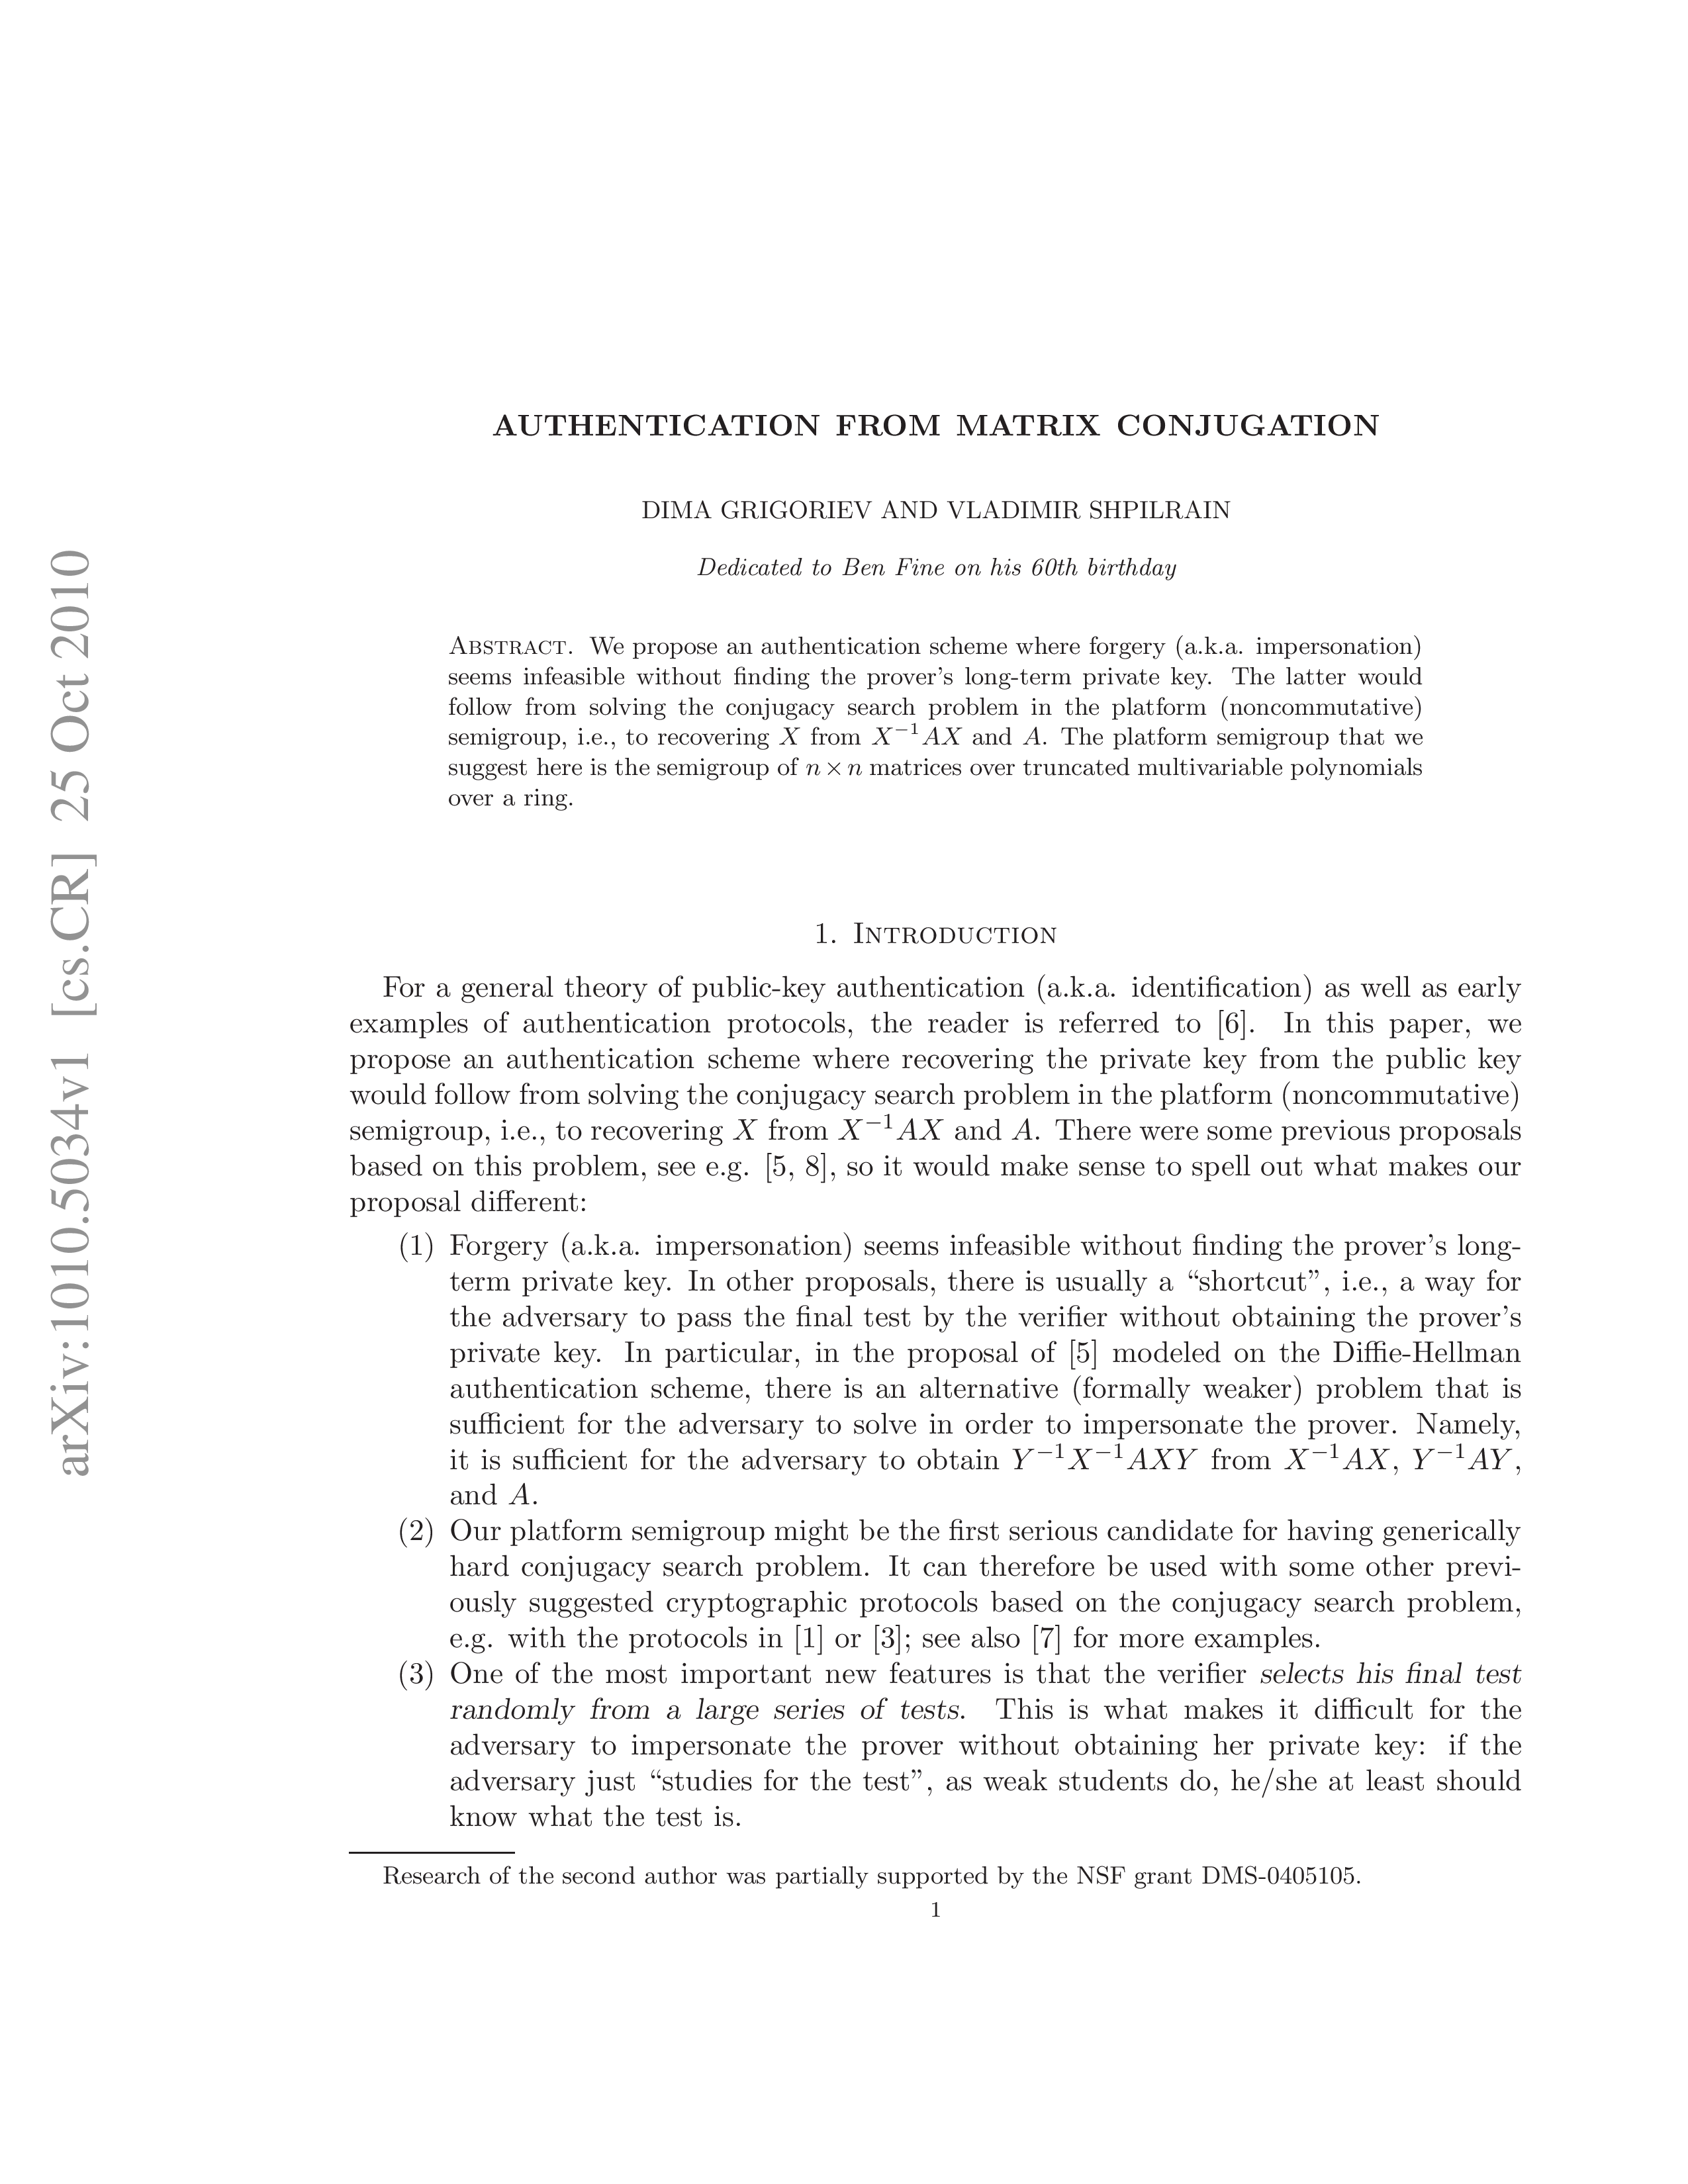 arXiv:1010.5034v1 [cs.CR] 25 Oct 2010
AUTHENTICATION FROM MATRIX CONJUGATION
DIMA GRIGORIEV AND VLADIMIR SHPILRAIN
Dedicated to Ben Fine on his 60th birthday
Abstract. We propose an authentication scheme where forgery (a.k.a. impersonation)
seems infeasible without finding the prover's long-term private key. The latter would
follow from solving the conjugacy search problem in the platform (noncommutative)
semigroup, i.e., to recovering X from X⁻¹AX and A. The platform semigroup that we
suggest here is the semigroup of n × n matrices over truncated multivariable polynomials
over a ring.
1. Introduction
For a general theory of public-key authentication (a.k.a. identification) as well as early
examples of authentication protocols, the reader is referred to [6]. In this paper, we
propose an authentication scheme where recovering the private key from the public key
would follow from solving the conjugacy search problem in the platform (noncommutative)
semigroup, i.e., to recovering X from X⁻¹AX and A. There were some previous proposals
based on this problem, see e.g. [5, 8], so it would make sense to spell out what makes our
proposal different:
(1) Forgery (a.k.a. impersonation) seems infeasible without finding the prover's long-
term private key. In other proposals, there is usually a “shortcut”, i.e., a way for
the adversary to pass the final test by the verifier without obtaining the prover's
private key. In particular, in the proposal of [5] modeled on the Diffie-Hellman
authentication scheme, there is an alternative (formally weaker) problem that is
sufficient for the adversary to solve in order to impersonate the prover. Namely,
it is sufficient for the adversary to obtain Y⁻¹X⁻¹AXY from X⁻¹AX, Y⁻¹AY,
and A.
(2) Our platform semigroup might be the first serious candidate for having generically
hard conjugacy search problem. It can therefore be used with some other previ-
ously suggested cryptographic protocols based on the conjugacy search problem,
e.g. with the protocols in [1] or [3]; see also [7] for more examples.
(3) One of the most important new features is that the verifier selects his final test
randomly from a large series of tests. This is what makes it difficult for the
adversary to impersonate the prover without obtaining her private key: if the
adversary just “studies for the test”, as weak students do, he/she at least should
know what the test is.
Research of the second author was partially supported by the NSF grant DMS-0405105.
1